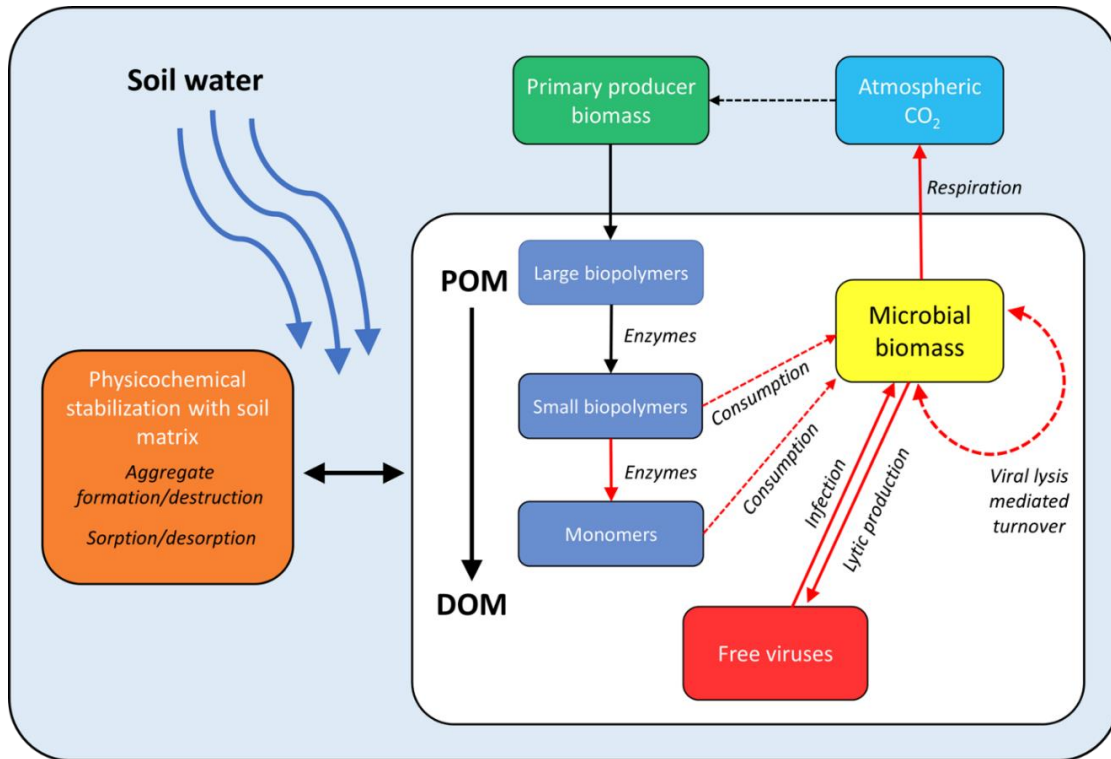 Soil water
Primary producer
biomass
Atmospheric
CO₂
Respiration
POM
Large biopolymers
Enzymes
Microbial
biomass
Physicochemical
stabilization with soil
matrix
Aggregate
formation/destruction
Sorption/desorption
Small biopolymers
Consumption
Enzymes
Consumption
Monomers
Infection
Lytic production
Viral lysis
mediated
turnover
DOM
Free viruses